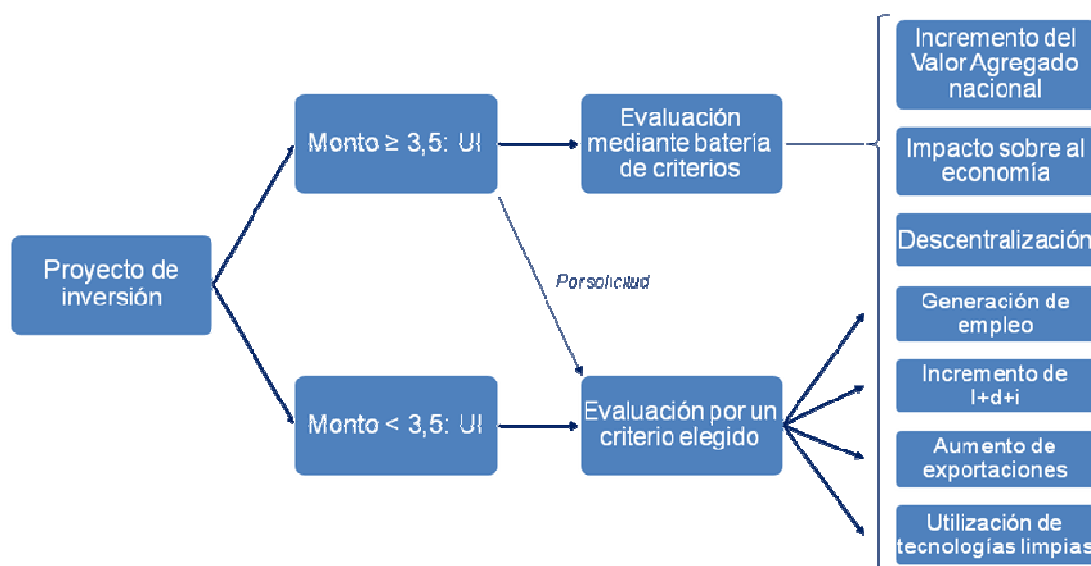 Proyecto de
inversión
Monto ≥ 3,5: UI
Monto < 3,5: UI
Por solicitud
Evaluación
mediante batería
de criterios
Evaluación por un
criterio elegido
Incremento del
Valor Agregado
nacional
Impacto sobre al
economía
Descentralización
Generación de
empleo
Incremento de
I+d+i
Aumento de
exportaciones
Utilización de
tecnologías limpias